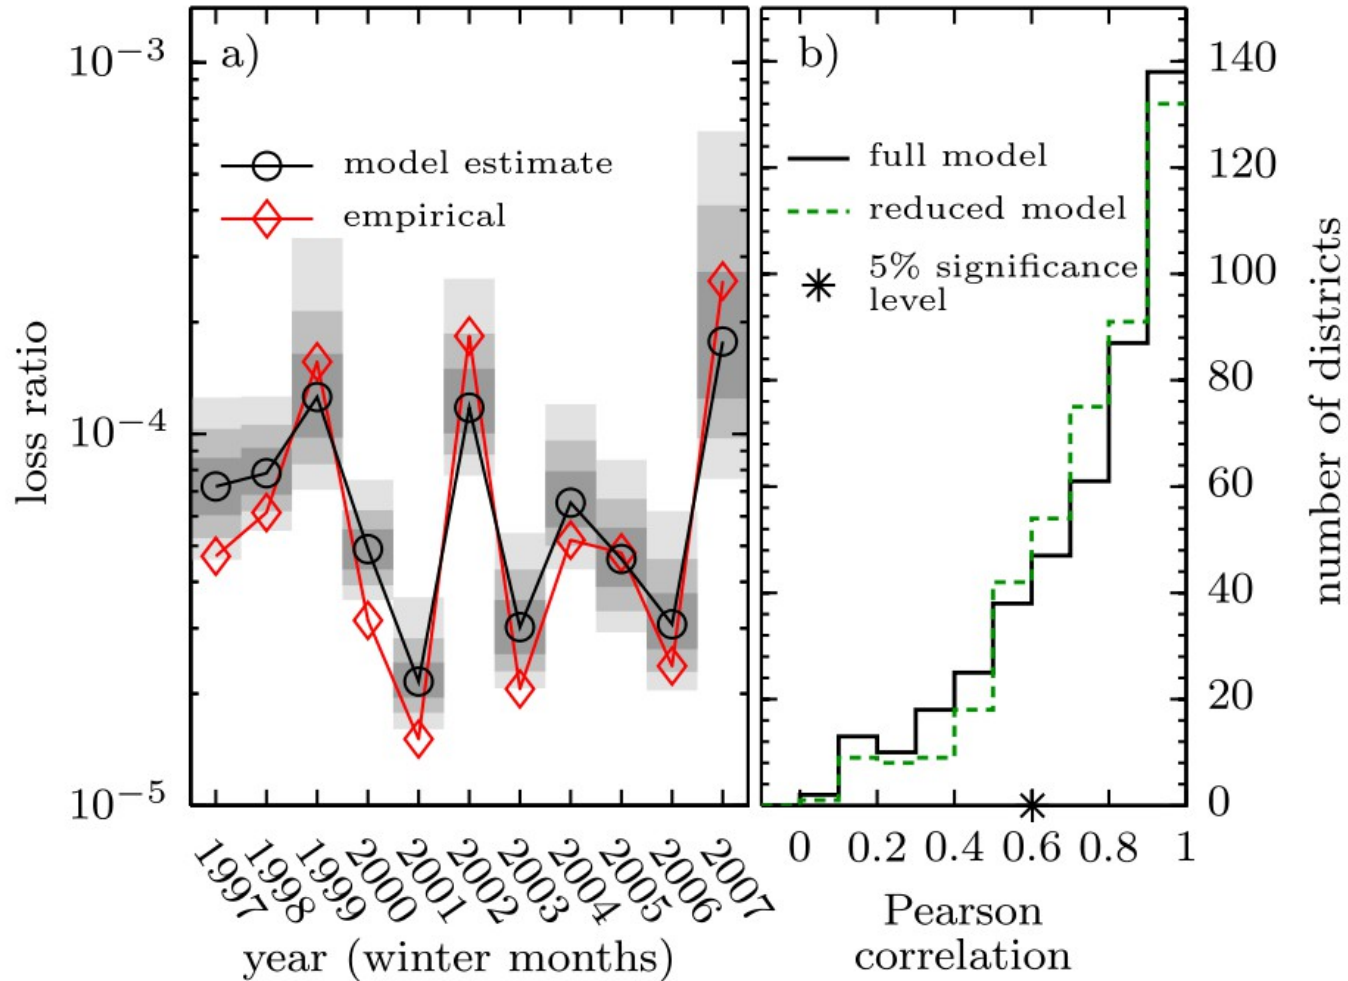 a)
10⁻³
10⁻⁴
10⁻⁵
loss ratio
model estimate
empirical
1997
1998
1999
2000
2001
2002
2003
2004
2005
2006
2007
year (winter months)
b)
full model
reduced model
5% significance
level
140
120
100
80
60
40
20
0
number of districts
0 0.2 0.4 0.6 0.8 1
Pearson
correlation